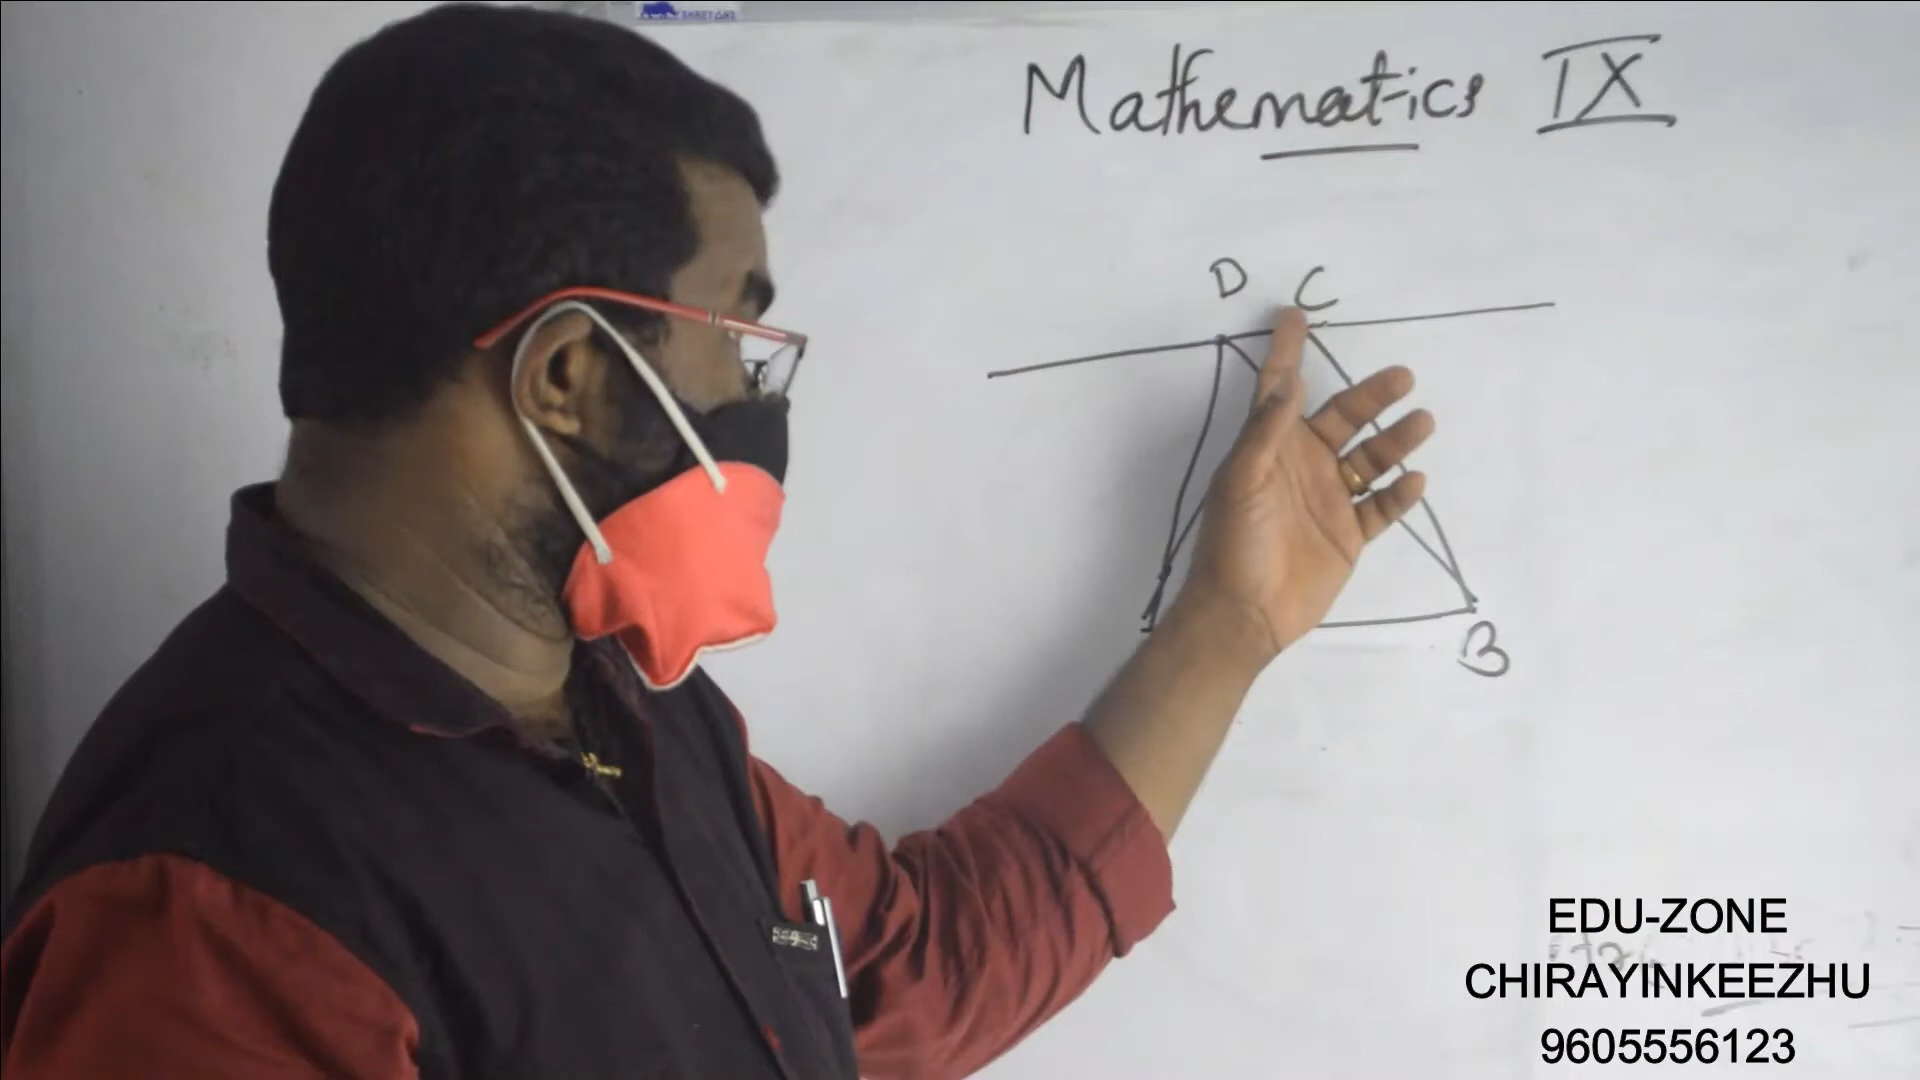 Mathematics IX
D C
B
EDU-ZONE
CHIRAYINKEEZHU
9605556123